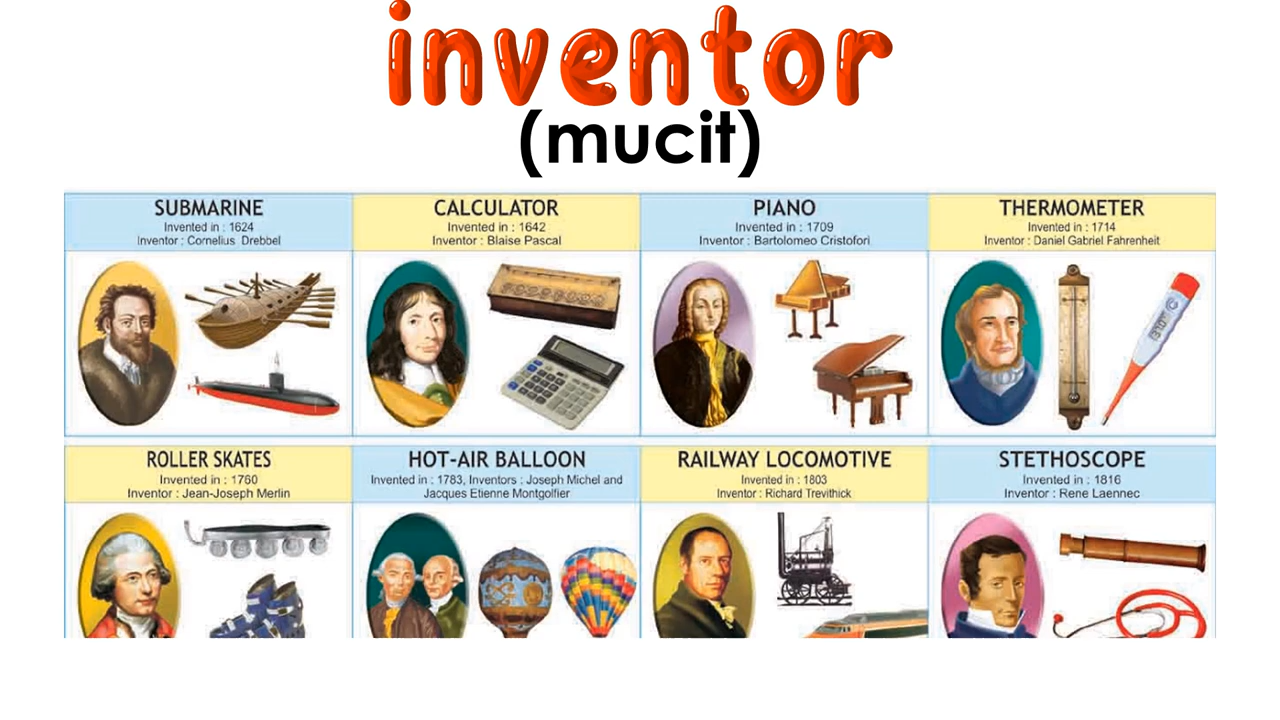 inventor
(mucit)
SUBMARINE
Invented in : 1624
Inventor : Cornelius Drebbel
CALCULATOR
Invented in : 1642
Inventor : Blaise Pascal
PIANO
Invented in : 1709
Inventor : Bartolomeo Cristofori
THERMOMETER
Invented in : 1714
Inventor : Daniel Gabriel Fahrenheit
ROLLER SKATES
Invented in : 1760
Inventor : Jean-Joseph Merlin
HOT-AIR BALLOON
Invented in : 1783, Inventors : Joseph Michel and
Jacques Etienne Montgolfier
RAILWAY LOCOMOTIVE
Invented in : 1803
Inventor : Richard Trevithick
STETHOSCOPE
Invented in : 1816
Inventor : Rene Laennec